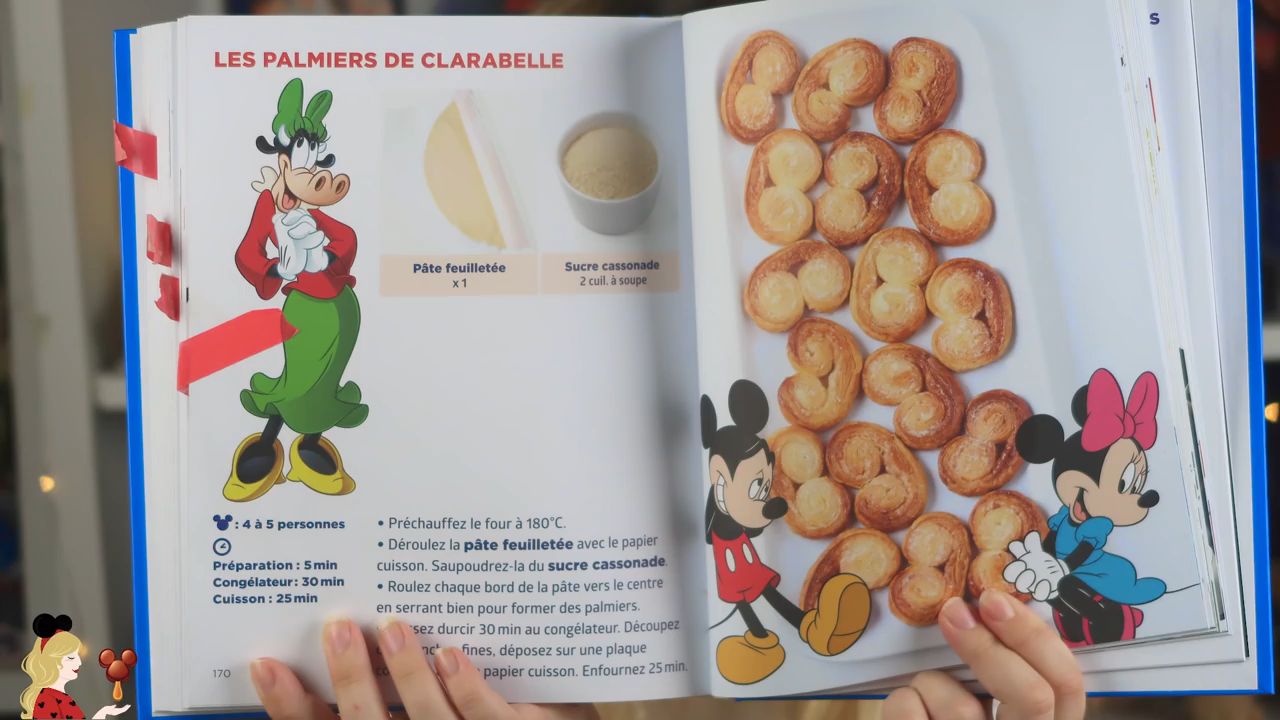 LES PALMIERS DE CLARABELLE
Pâte feuilletée
x 1
Sucre cassonade
2 cuil. à soupe
: 4 à 5 personnes
Préparation : 5 min
Congélateur : 30 min
Cuisson : 25 min
• Préchauffez le four à 180°C.
• Déroulez la pâte feuilletée avec le papier
cuisson. Saupoudrez-la du sucre cassonade.
• Roulez chaque bord de la pâte vers le centre
en serrant bien pour former des palmiers.
durcir 30 min au congélateur. Découpez
fines, déposez sur une plaque
papier cuisson. Enfournez 25 min.
170
S